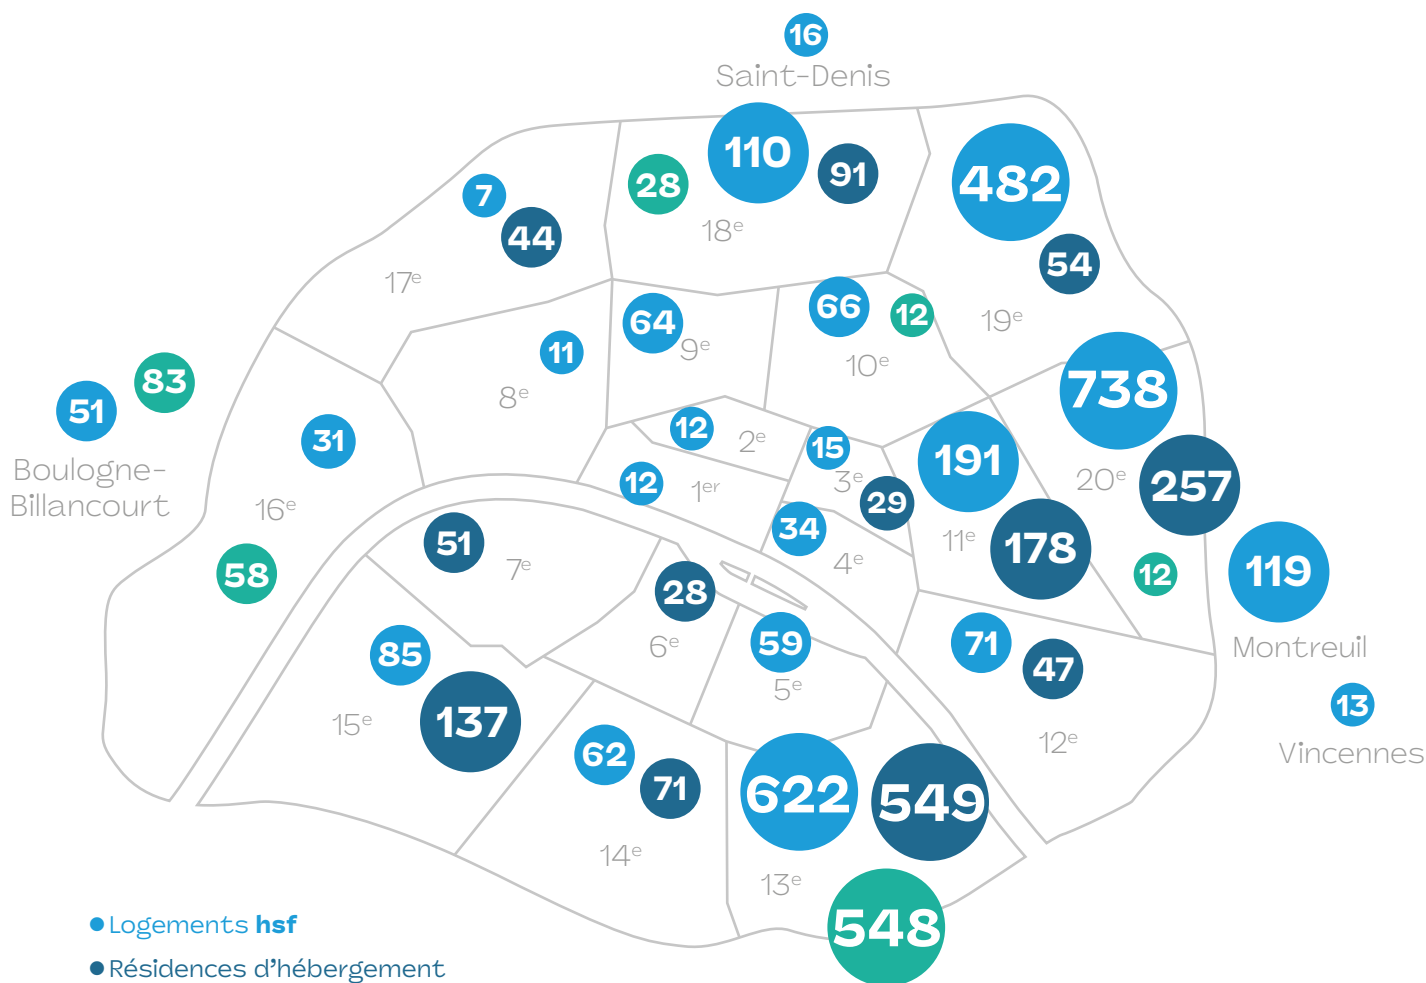 16
Saint-Denis
110
28
91
18e
482
54
19e
7
44
17e
64
9e
66
12
10e
11
8e
83
51
Boulogne-
Billancourt
31
16e
58
12
2e
15
3e
29
12
1er
34
4e
191
11e
178
738
20e
257
12
119
Montreuil
13
Vincennes
51
7e
28
6e
59
5e
71
47
12e
85
137
15e
62
71
14e
622
549
13e
548
Logements hsf
Résidences d’hébergement